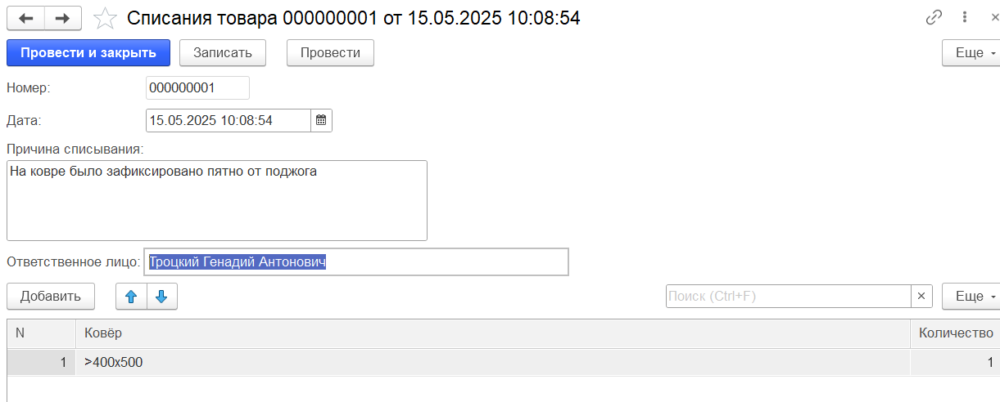 Списания товара 000000001 от 15.05.2025 10:08:54
Провести и закрыть Записать Провести Еще
Номер: 000000001
Дата: 15.05.2025 10:08:54
Причина списывания:
На ковре было зафиксировано пятно от поджога
Ответственное лицо: Троцкий Генадий Антонович
Добавить Поиск (Ctrl+F) × Еще
N Ковёр Количество
1 >400x500 1